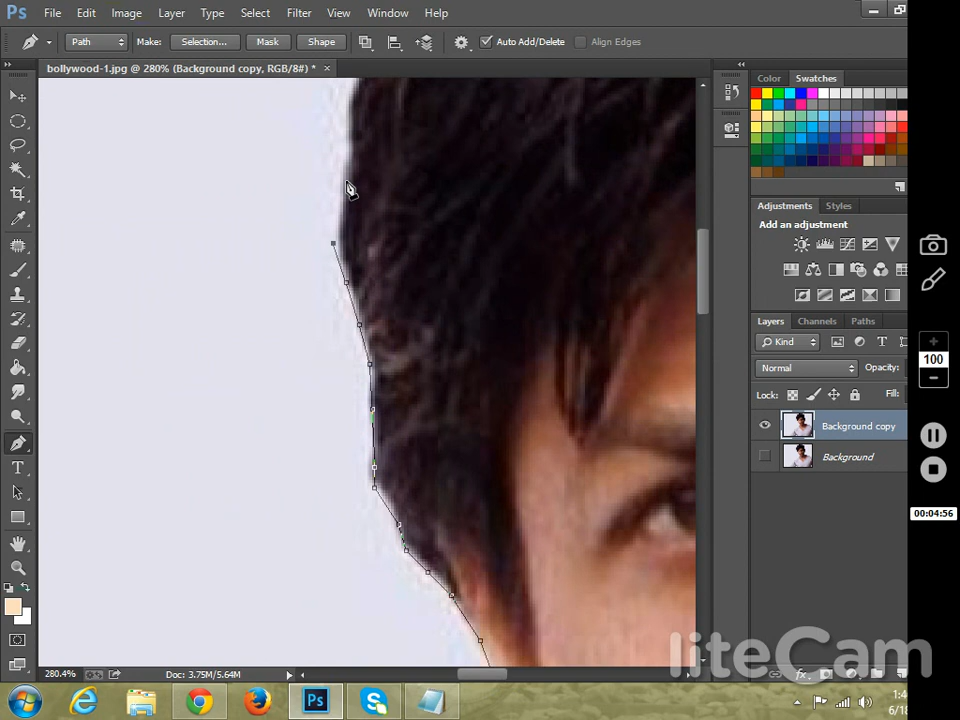 Ps File Edit Image Layer Type Select Filter View Window Help
Path Make: Selection... Mask Shape Auto Add/Delete Align Edges
bollywood-1.jpg @ 280% (Background copy, RGB/8#) * ×
Color Swatches
Adjustments Styles
Add an adjustment
Layers Channels Paths
Kind
Normal Opacity:
Lock: Fill:
Background copy
Background
100
00:04:56
280.4% Doc: 3.75M/5.64M
liteCam
Ps